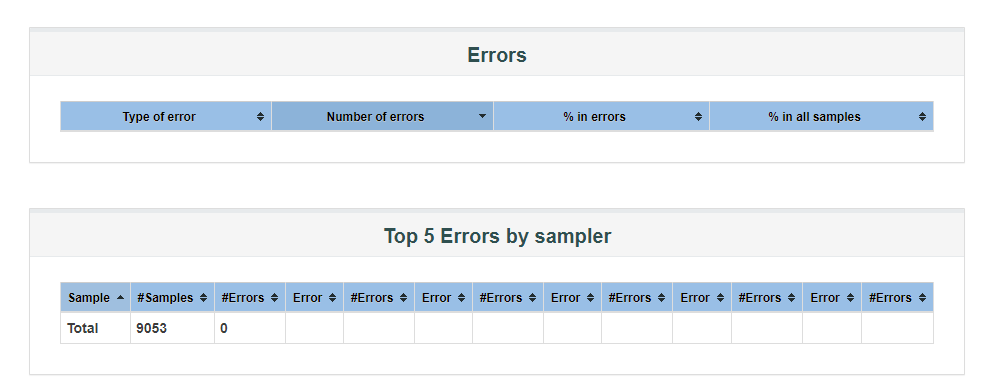 Errors
Type of error Number of errors % in errors % in all samples
Top 5 Errors by sampler
Sample #Samples #Errors Error #Errors Error #Errors Error #Errors Error #Errors Error #Errors
Total 9053 0